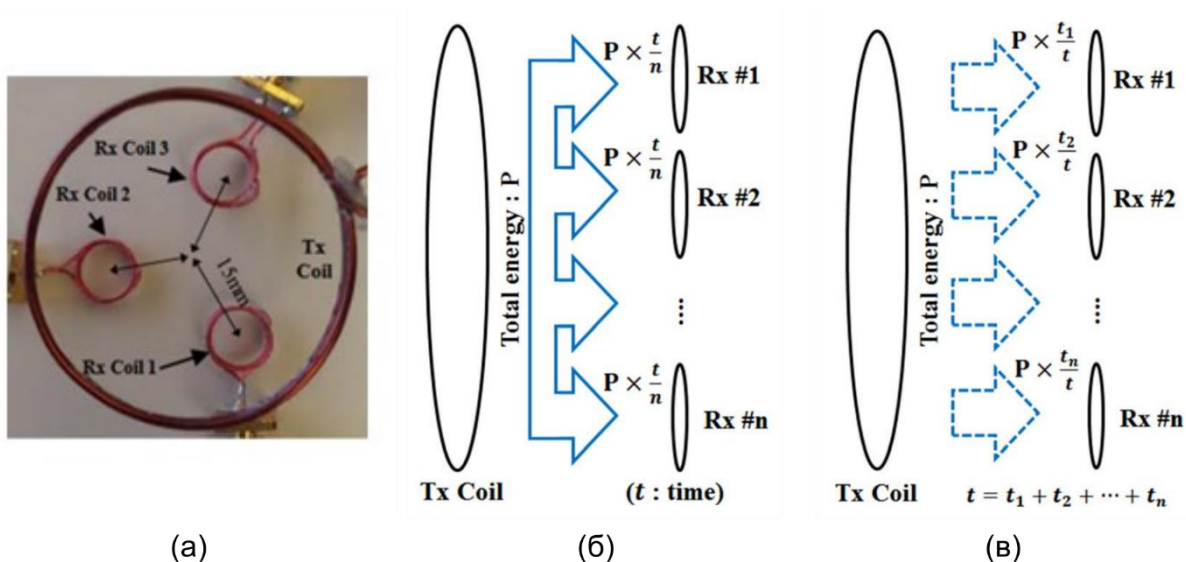 Rx Coil 3
Rx Coil 2
Tx
Coil
15mm
Rx Coil 1
(а)
Total energy : P
P × t/n
Rx #1
P × t/n
Rx #2
....
P × t/n
Rx #n
Tx Coil
(t : time)
(б)
Total energy : P
P × t₁/t
Rx #1
P × t₂/t
Rx #2
....
P × tₙ/t
Rx #n
Tx Coil
t = t₁ + t₂ + ⋯ + tₙ
(в)